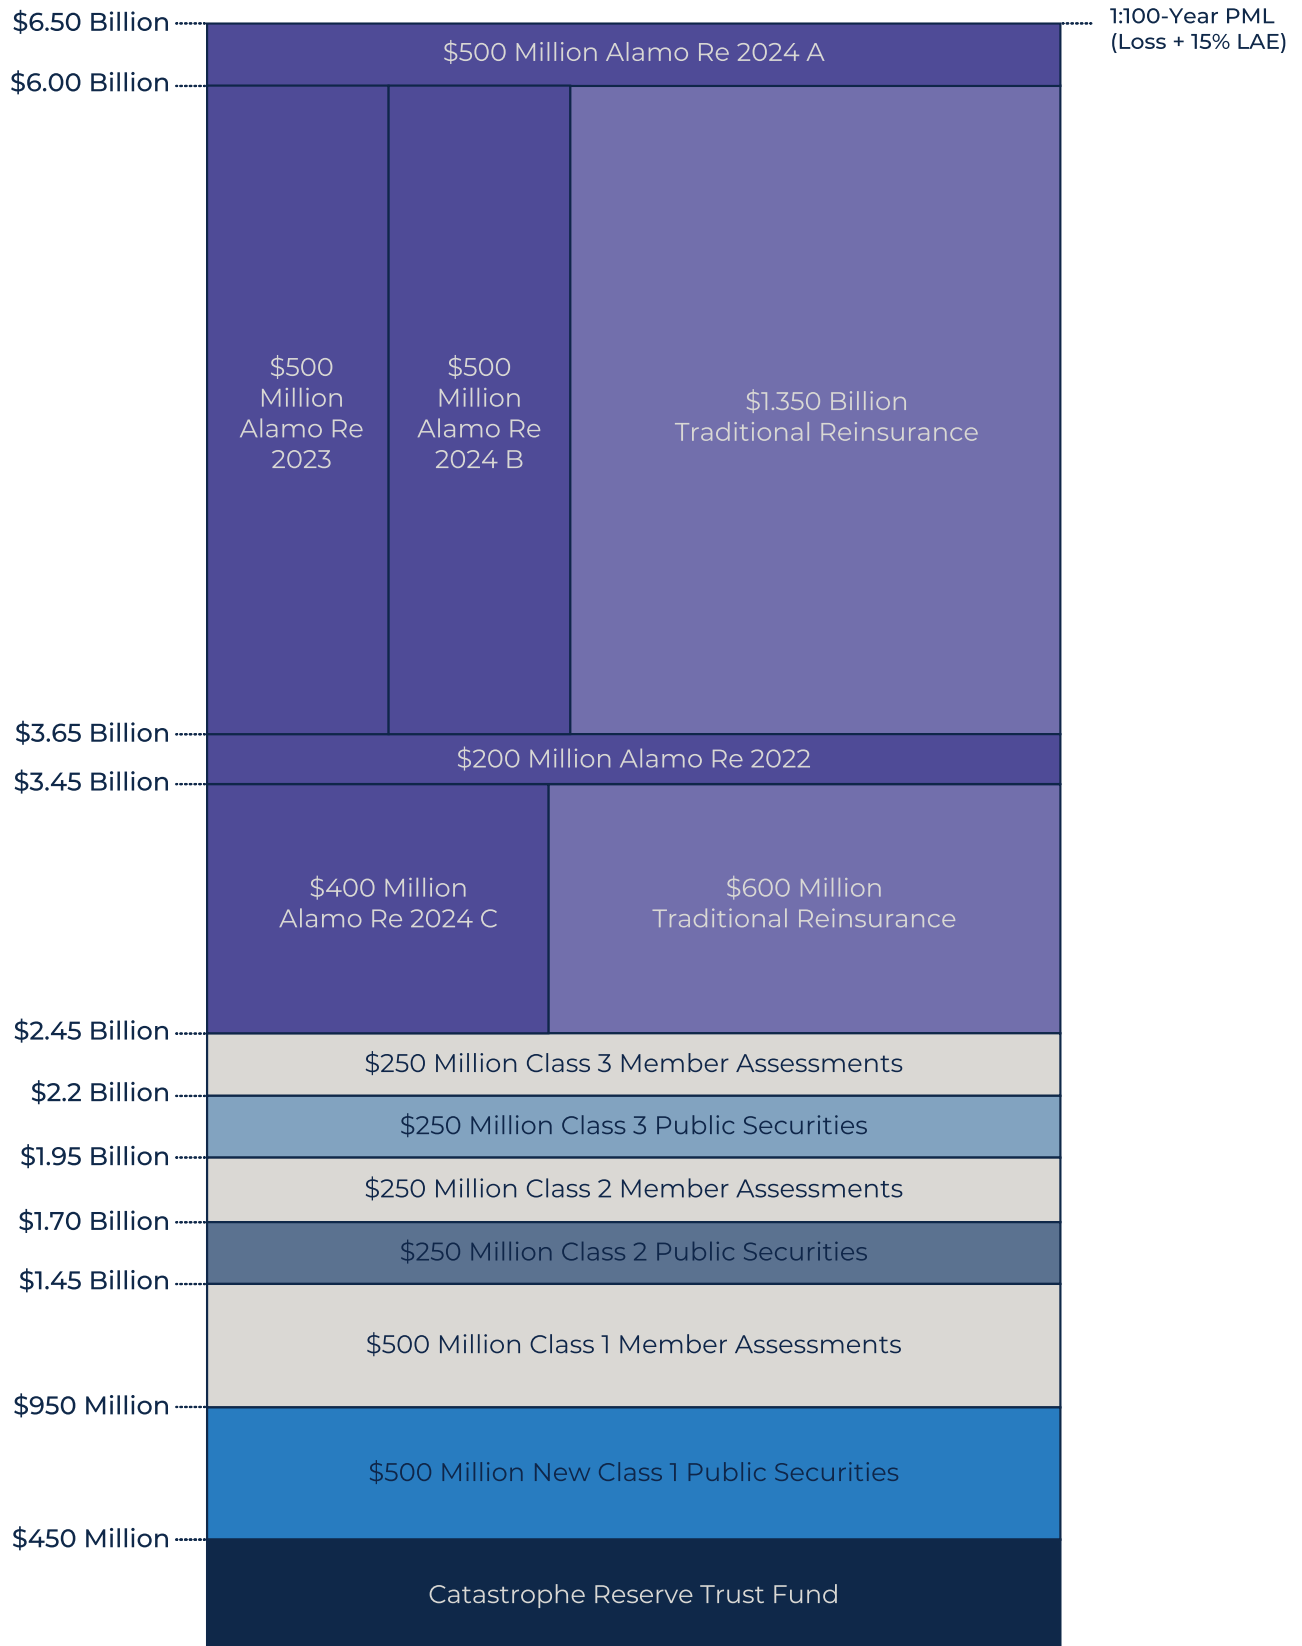 $6.50 Billion
1:100-Year PML
(Loss + 15% LAE)
$500 Million Alamo Re 2024 A
$6.00 Billion
$500
Million
Alamo Re
2023
$500
Million
Alamo Re
2024 B
$1.350 Billion
Traditional Reinsurance
$3.65 Billion
$200 Million Alamo Re 2022
$3.45 Billion
$400 Million
Alamo Re 2024 C
$600 Million
Traditional Reinsurance
$2.45 Billion
$250 Million Class 3 Member Assessments
$2.2 Billion
$250 Million Class 3 Public Securities
$1.95 Billion
$250 Million Class 2 Member Assessments
$1.70 Billion
$250 Million Class 2 Public Securities
$1.45 Billion
$500 Million Class 1 Member Assessments
$950 Million
$500 Million New Class 1 Public Securities
$450 Million
Catastrophe Reserve Trust Fund